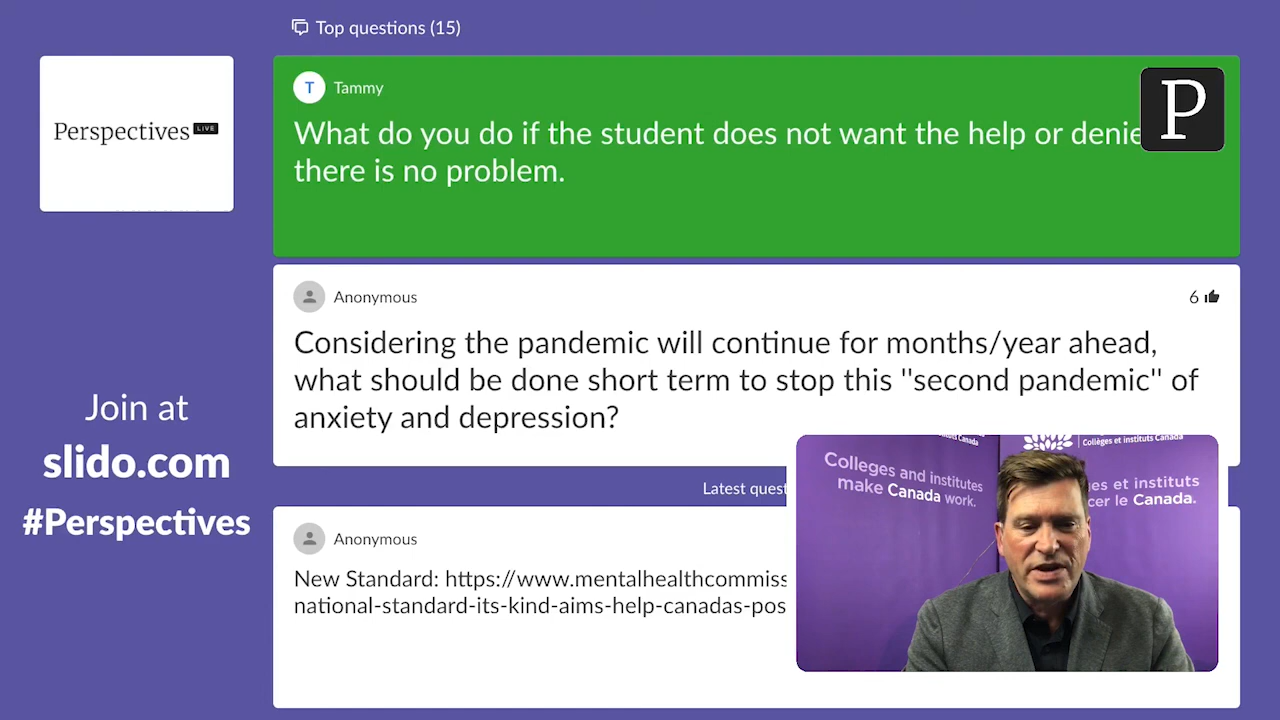 Top questions (15)
Perspectives LIVE
T Tammy
What do you do if the student does not want the help or denie
there is no problem.
P
Anonymous
6
Considering the pandemic will continue for months/year ahead,
what should be done short term to stop this "second pandemic" of
anxiety and depression?
Join at
slido.com
#Perspectives
Latest quest
Anonymous
New Standard: https://www.mentalhealthcommiss
national-standard-its-kind-aims-help-canadas-pos
Colleges and institutes
make Canada work.
Collèges et instituts Canada
es et instituts
cer le Canada.